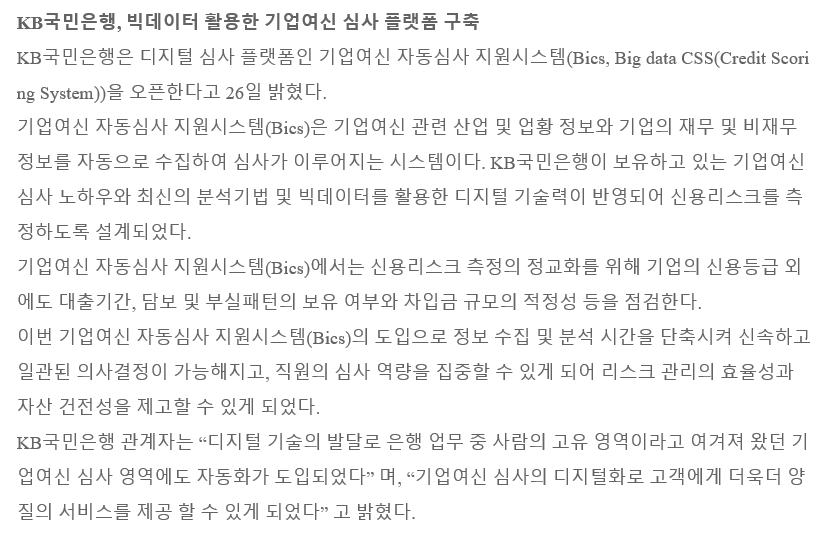 KB국민은행, 빅데이터 활용한 기업여신 심사 플랫폼 구축
KB국민은행은 디지털 심사 플랫폼인 기업여신 자동심사 지원시스템(Bics, Big data CSS(Credit Scori
ng System))을 오픈한다고 26일 밝혔다.
기업여신 자동심사 지원시스템(Bics)은 기업여신 관련 산업 및 업황 정보와 기업의 재무 및 비재무
정보를 자동으로 수집하여 심사가 이루어지는 시스템이다. KB국민은행이 보유하고 있는 기업여신
심사 노하우와 최신의 분석기법 및 빅데이터를 활용한 디지털 기술력이 반영되어 신용리스크를 측
정하도록 설계되었다.
기업여신 자동심사 지원시스템(Bics)에서는 신용리스크 측정의 정교화를 위해 기업의 신용등급 외
에도 대출기간, 담보 및 부실패턴의 보유 여부와 차입금 규모의 적정성 등을 점검한다.
이번 기업여신 자동심사 지원시스템(Bics)의 도입으로 정보 수집 및 분석 시간을 단축시켜 신속하고
일관된 의사결정이 가능해지고, 직원의 심사 역량을 집중할 수 있게 되어 리스크 관리의 효율성과
자산 건전성을 제고할 수 있게 되었다.
KB국민은행 관계자는 “디지털 기술의 발달로 은행 업무 중 사람의 고유 영역이라고 여겨져 왔던 기
업여신 심사 영역에도 자동화가 도입되었다” 며, “기업여신 심사의 디지털화로 고객에게 더욱더 양
질의 서비스를 제공 할 수 있게 되었다” 고 밝혔다.